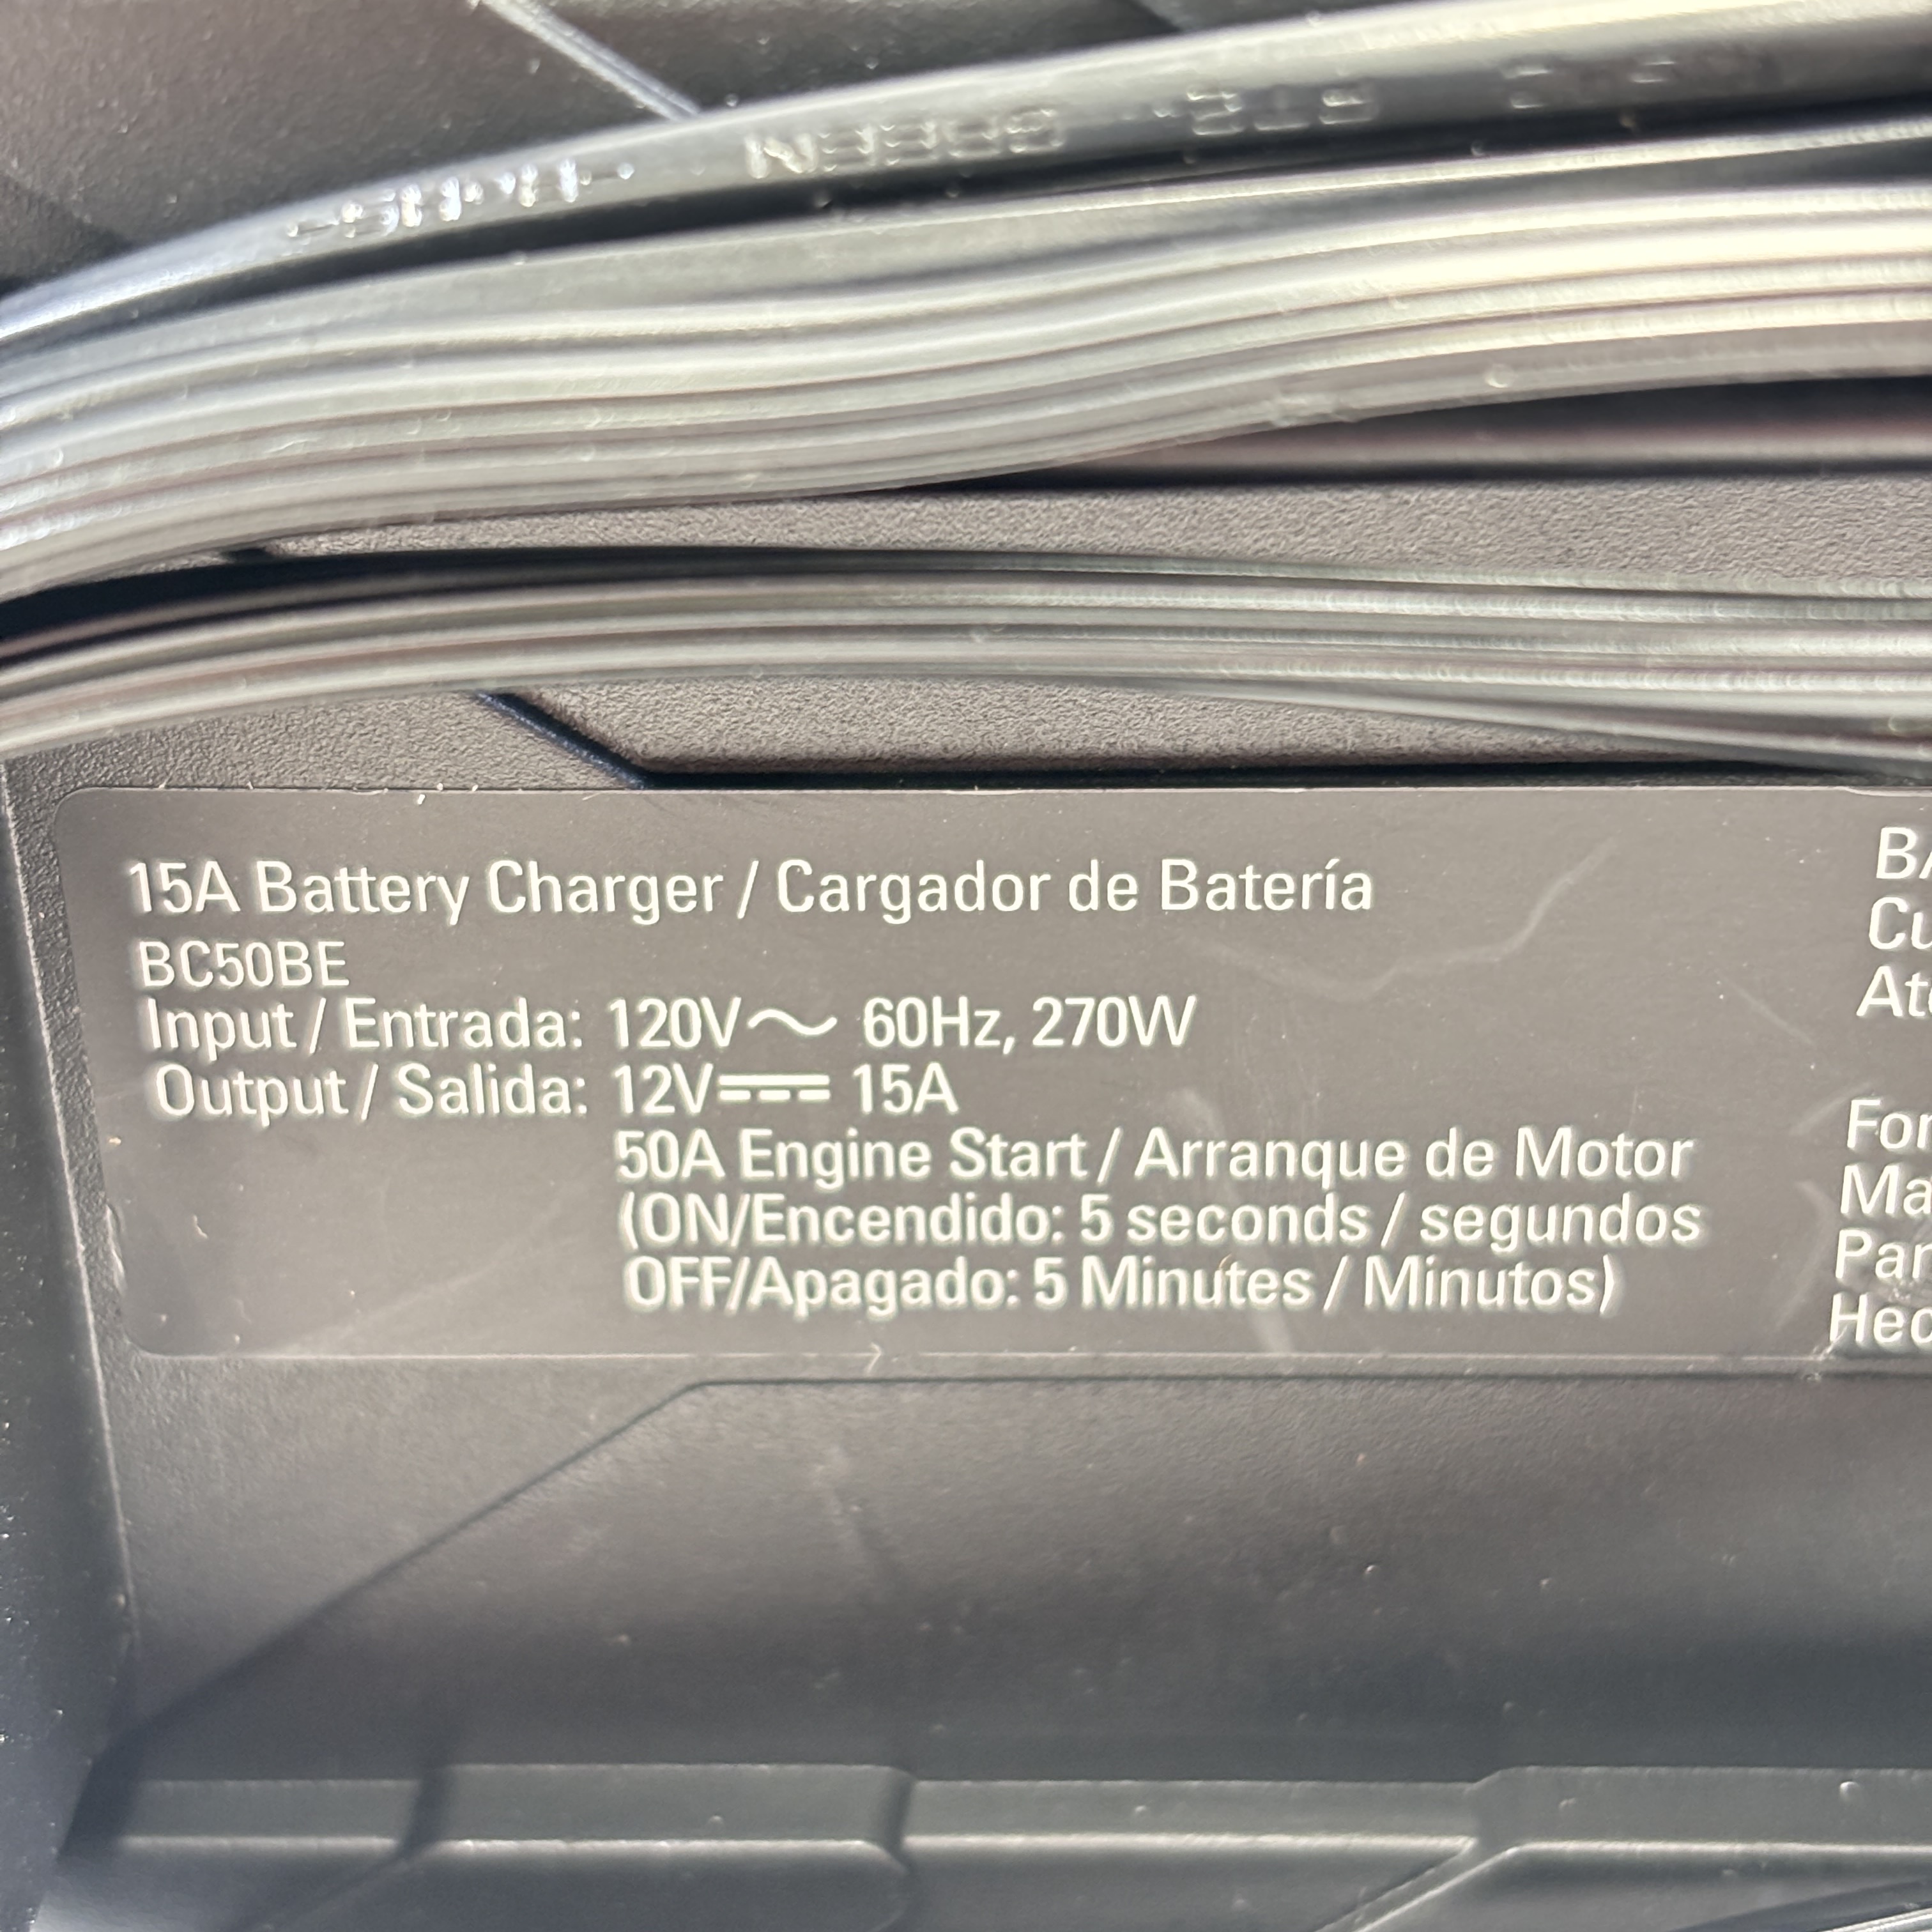 15A Battery Charger / Cargador de Batería
BC50BE
Input / Entrada: 120V～ 60Hz, 270W
Output / Salida: 12V⎓ 15A
50A Engine Start / Arranque de Motor
(ON/Encendido: 5 seconds / segundos
OFF/Apagado: 5 Minutes / Minutos)